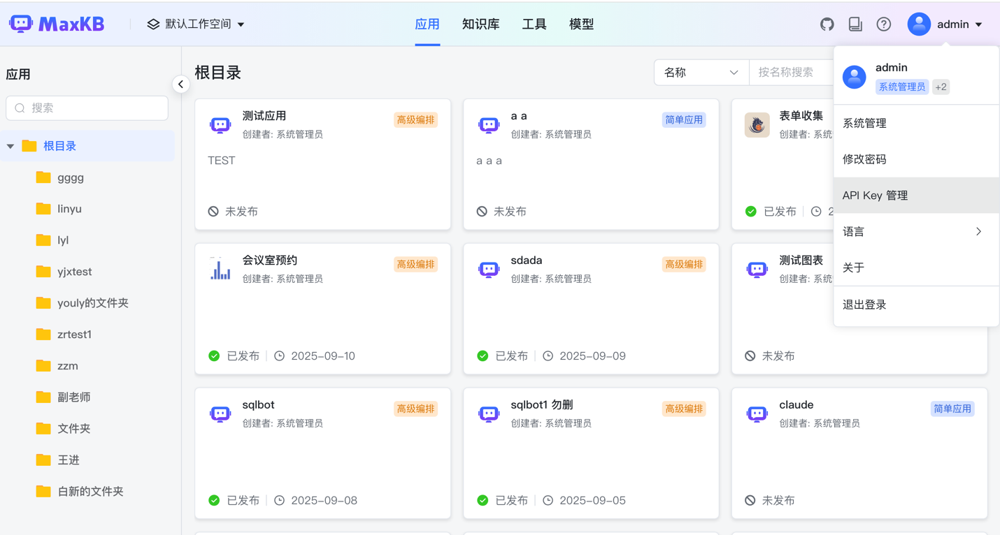 MaxKB
默认工作空间
应用
知识库
工具
模型
admin
应用
搜索
根目录
gggg
linyu
lyl
yjxtest
youly的文件夹
zrtest1
zzm
副老师
文件夹
王进
白新的文件夹
根目录
名称
按名称搜索
测试应用
高级编排
创建者: 系统管理员
TEST
未发布
a a
简单应用
创建者: 系统管理员
a a a
未发布
表单收集
创建者: 系统
已发布
2
会议室预约
高级编排
创建者: 系统管理员
已发布
2025-09-10
sdada
高级编排
创建者: 系统管理员
已发布
2025-09-09
测试图表
创建者: 系统
未发布
sqlbot
高级编排
创建者: 系统管理员
已发布
2025-09-08
sqlbot1 勿删
高级编排
创建者: 系统管理员
已发布
2025-09-05
claude
简单应用
创建者: 系统管理员
未发布
admin
系统管理员
+2
系统管理
修改密码
API Key 管理
语言
关于
退出登录